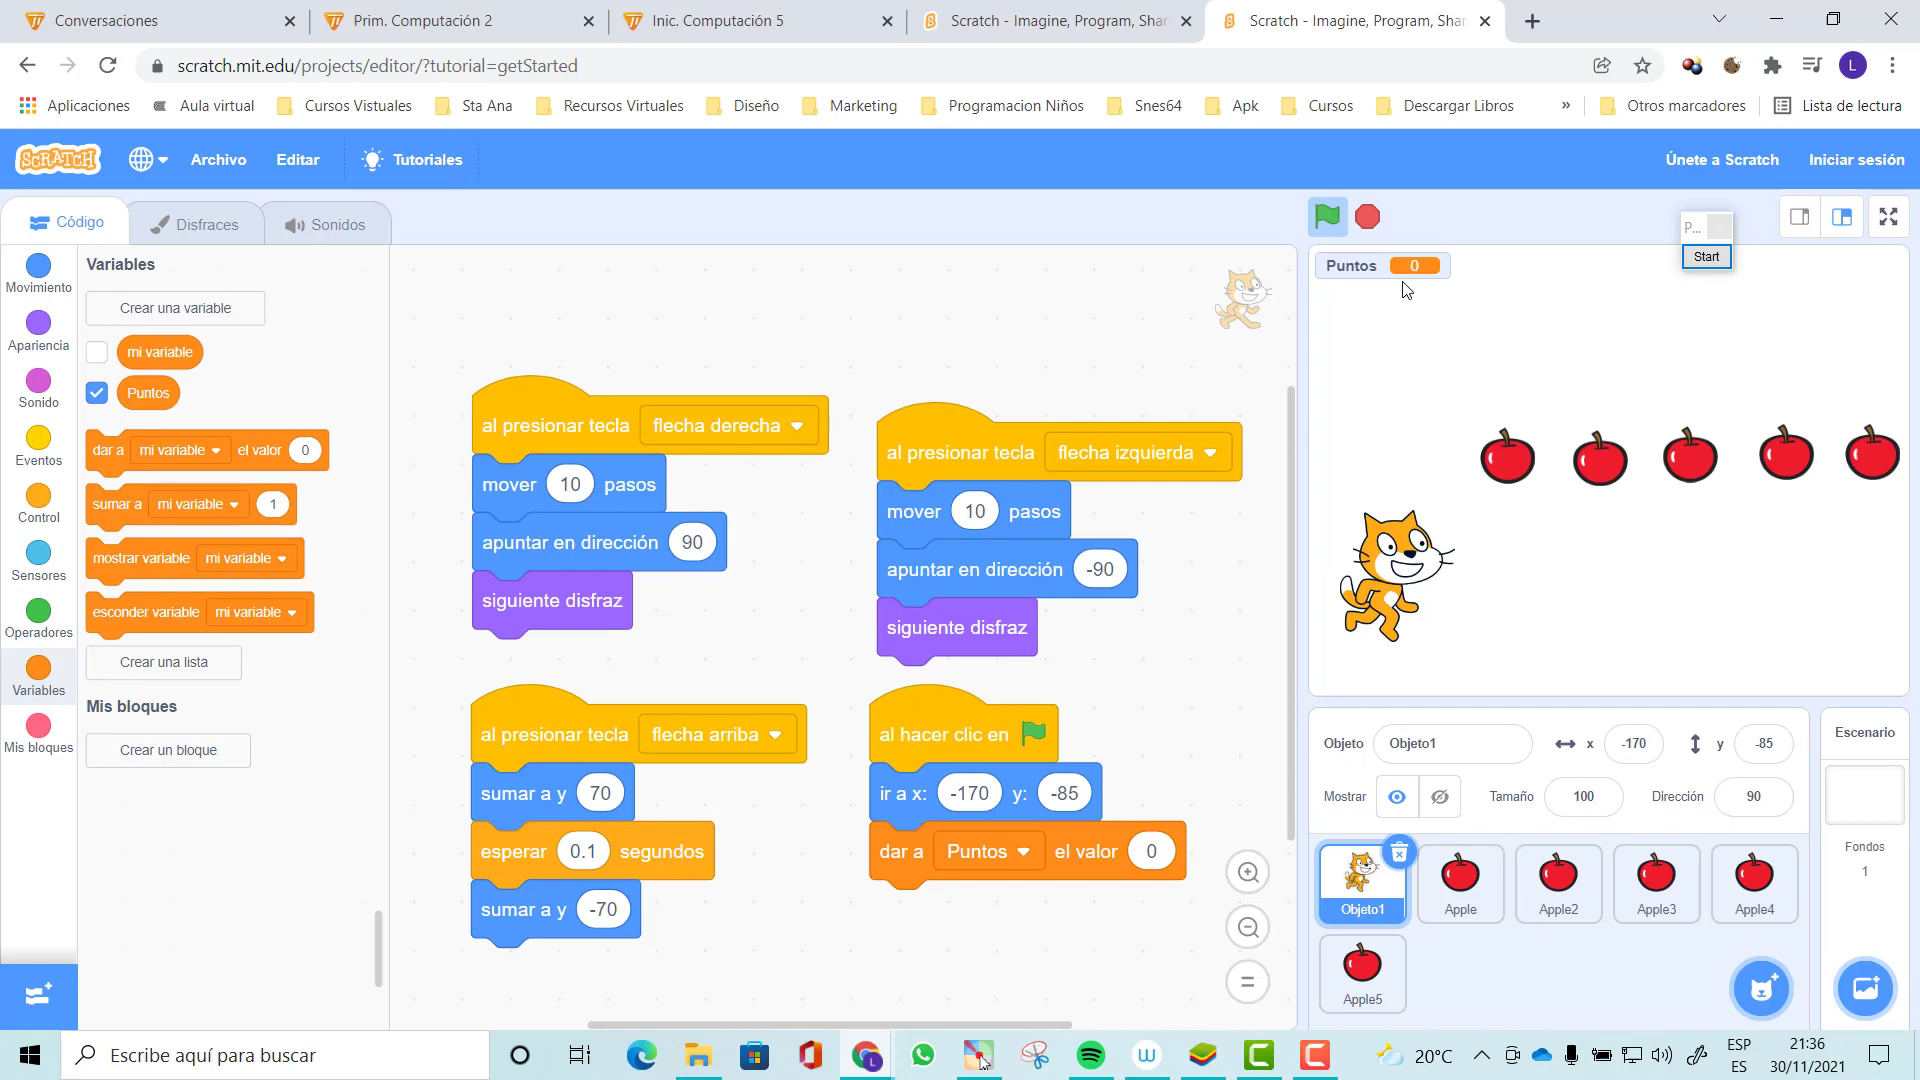 Conversaciones
Prim. Computación 2
Inic. Computación 5
Scratch - Imagine, Program, Shar
Scratch - Imagine, Program, Shar
scratch.mit.edu/projects/editor/?tutorial=getStarted
L
Aplicaciones
Aula virtual
Cursos Vistuales
Sta Ana
Recursos Virtuales
Diseño
Marketing
Programacion Niños
Snes64
Apk
Cursos
Descargar Libros
»
Otros marcadores
Lista de lectura
SCRATCH
Archivo
Editar
Tutoriales
Únete a Scratch
Iniciar sesión
Código
Disfraces
Sonidos
Movimiento
Apariencia
Sonido
Eventos
Control
Sensores
Operadores
Variables
Mis bloques
Variables
Crear una variable
mi variable
Puntos
dar a mi variable el valor 0
sumar a mi variable 1
mostrar variable mi variable
esconder variable mi variable
Crear una lista
Mis bloques
Crear un bloque
al presionar tecla flecha derecha
mover 10 pasos
apuntar en dirección 90
siguiente disfraz
al presionar tecla flecha izquierda
mover 10 pasos
apuntar en dirección -90
siguiente disfraz
al presionar tecla flecha arriba
sumar a y 70
esperar 0.1 segundos
sumar a y -70
al hacer clic en
ir a x: -170 y: -85
dar a Puntos el valor 0
P...
Start
Puntos 0
Objeto Objeto1 x -170 y -85
Mostrar Tamaño 100 Dirección 90
Objeto1
Apple
Apple2
Apple3
Apple4
Apple5
Escenario
Fondos
1
Escribe aquí para buscar
20°C
ESP
ES
21:36
30/11/2021